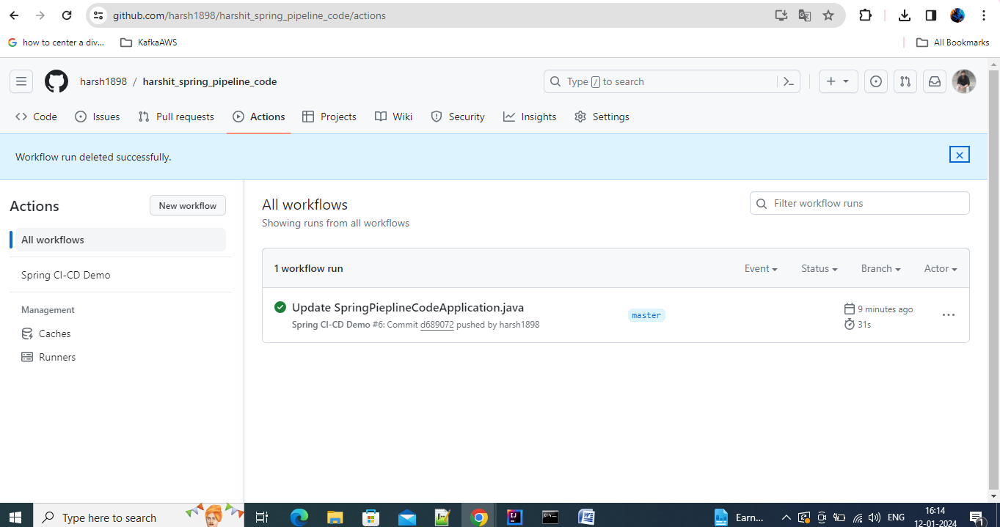 github.com/harsh1898/harshit_spring_pipeline_code/actions
how to center a div...
KafkaAWS
All Bookmarks
harsh1898 / harshit_spring_pipeline_code
Type / to search
Code
Issues
Pull requests
Actions
Projects
Wiki
Security
Insights
Settings
Workflow run deleted successfully.
Actions
New workflow
All workflows
Spring CI-CD Demo
Management
Caches
Runners
All workflows
Showing runs from all workflows
Filter workflow runs
1 workflow run
Event
Status
Branch
Actor
Update SpringPieplineCodeApplication.java
Spring CI-CD Demo #6: Commit d689072 pushed by harsh1898
master
9 minutes ago
31s
Type here to search
Earn...
ENG
16:14
12-01-2024
1